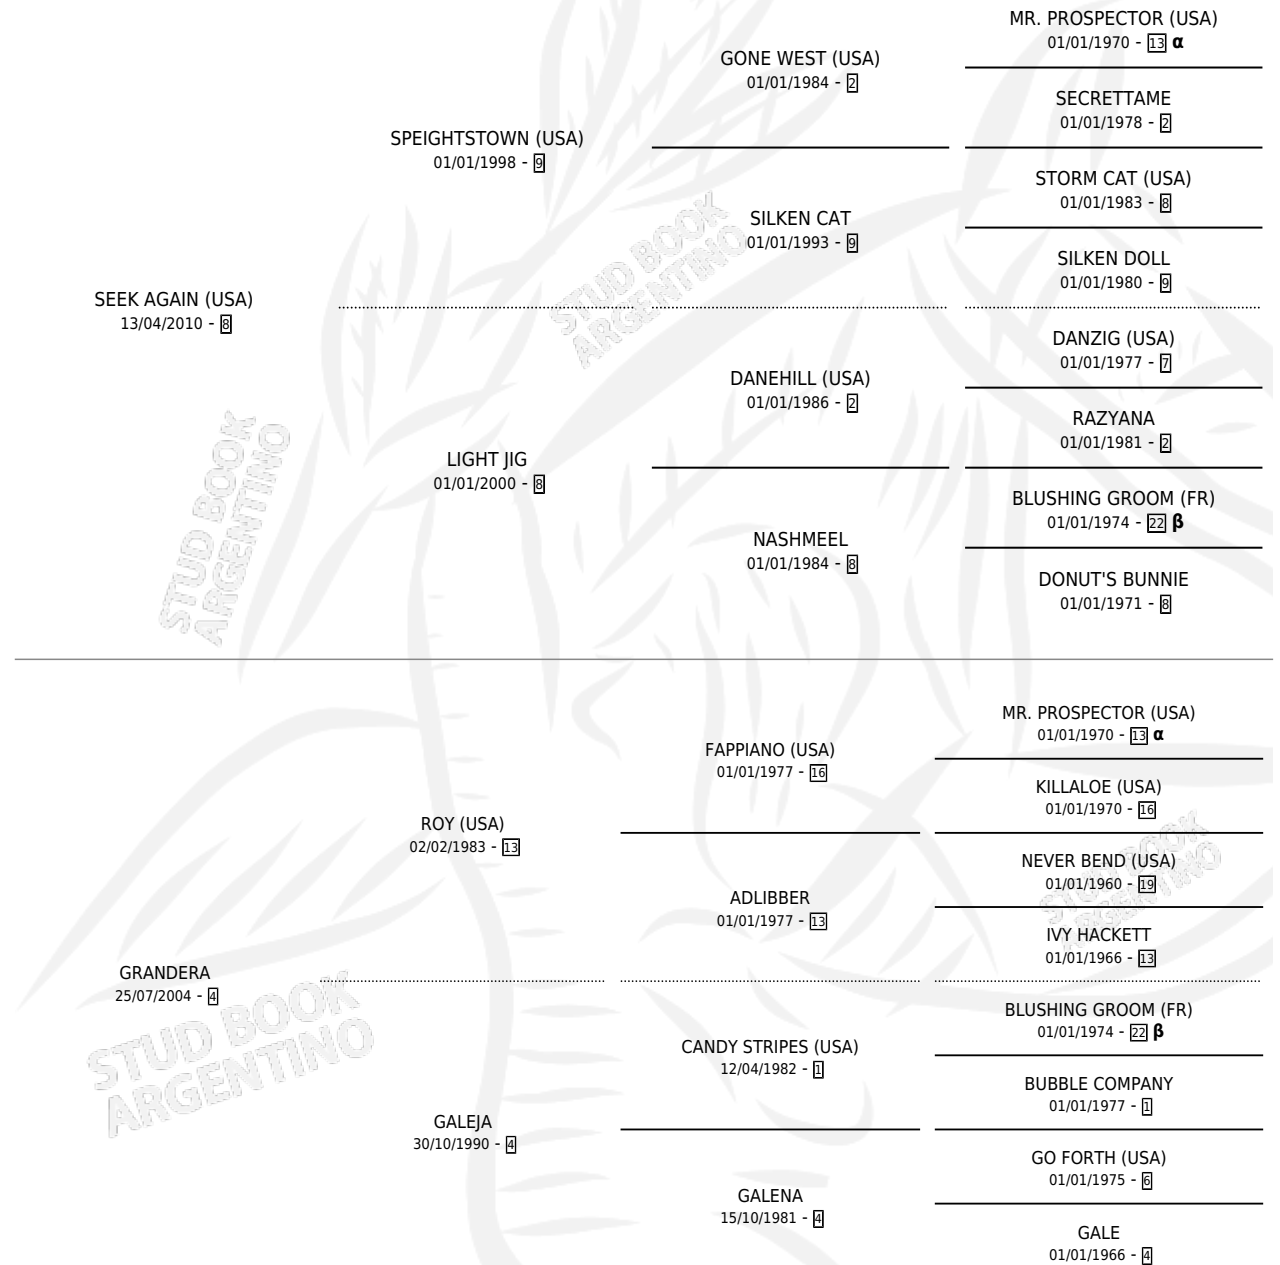 MR. PROSPECTOR (USA)
01/01/1970 - 13 α
GONE WEST (USA)
01/01/1984 - 2
SECRETTAME
01/01/1978 - 2
SPEIGHTSTOWN (USA)
01/01/1998 - 9
STORM CAT (USA)
01/01/1983 - 8
SILKEN CAT
01/01/1993 - 9
SILKEN DOLL
01/01/1980 - 9
STUD BOOK
ARGENTINO
SEEK AGAIN (USA)
13/04/2010 - 8
DANZIG (USA)
01/01/1977 - 7
DANEHILL (USA)
01/01/1986 - 2
RAZYANA
01/01/1981 - 2
LIGHT JIG
01/01/2000 - 8
BLUSHING GROOM (FR)
01/01/1974 - 22 β
NASHMEEL
01/01/1984 - 8
DONUT'S BUNNIE
01/01/1971 - 8
STUD BOOK
ARGENTINO
MR. PROSPECTOR (USA)
01/01/1970 - 13 α
FAPPIANO (USA)
01/01/1977 - 16
KILLALOE (USA)
01/01/1970 - 16
ROY (USA)
02/02/1983 - 13
NEVER BEND (USA)
01/01/1960 - 19
ADLIBBER
01/01/1977 - 13
IVY HACKETT
01/01/1966 - 13
STUD BOOK
ARGENTINO
GRANDERA
25/07/2004 - 4
BLUSHING GROOM (FR)
01/01/1974 - 22 β
CANDY STRIPES (USA)
12/04/1982 - 1
BUBBLE COMPANY
01/01/1977 - 1
STUD BOOK
ARGENTINO
GALEJA
30/10/1990 - 4
GO FORTH (USA)
01/01/1975 - 6
GALENA
15/10/1981 - 4
GALE
01/01/1966 - 4